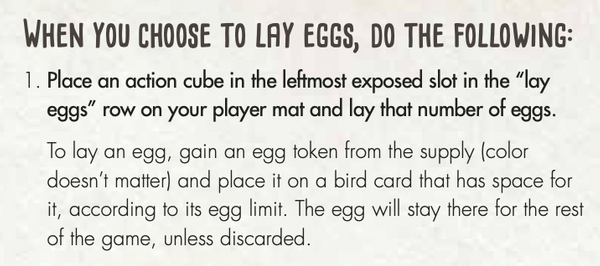 WHEN YOU CHOOSE TO LAY EGGS, DO THE FOLLOWING:
1. Place an action cube in the leftmost exposed slot in the “lay
eggs” row on your player mat and lay that number of eggs.
To lay an egg, gain an egg token from the supply (color
doesn’t matter) and place it on a bird card that has space for
it, according to its egg limit. The egg will stay there for the rest
of the game, unless discarded.